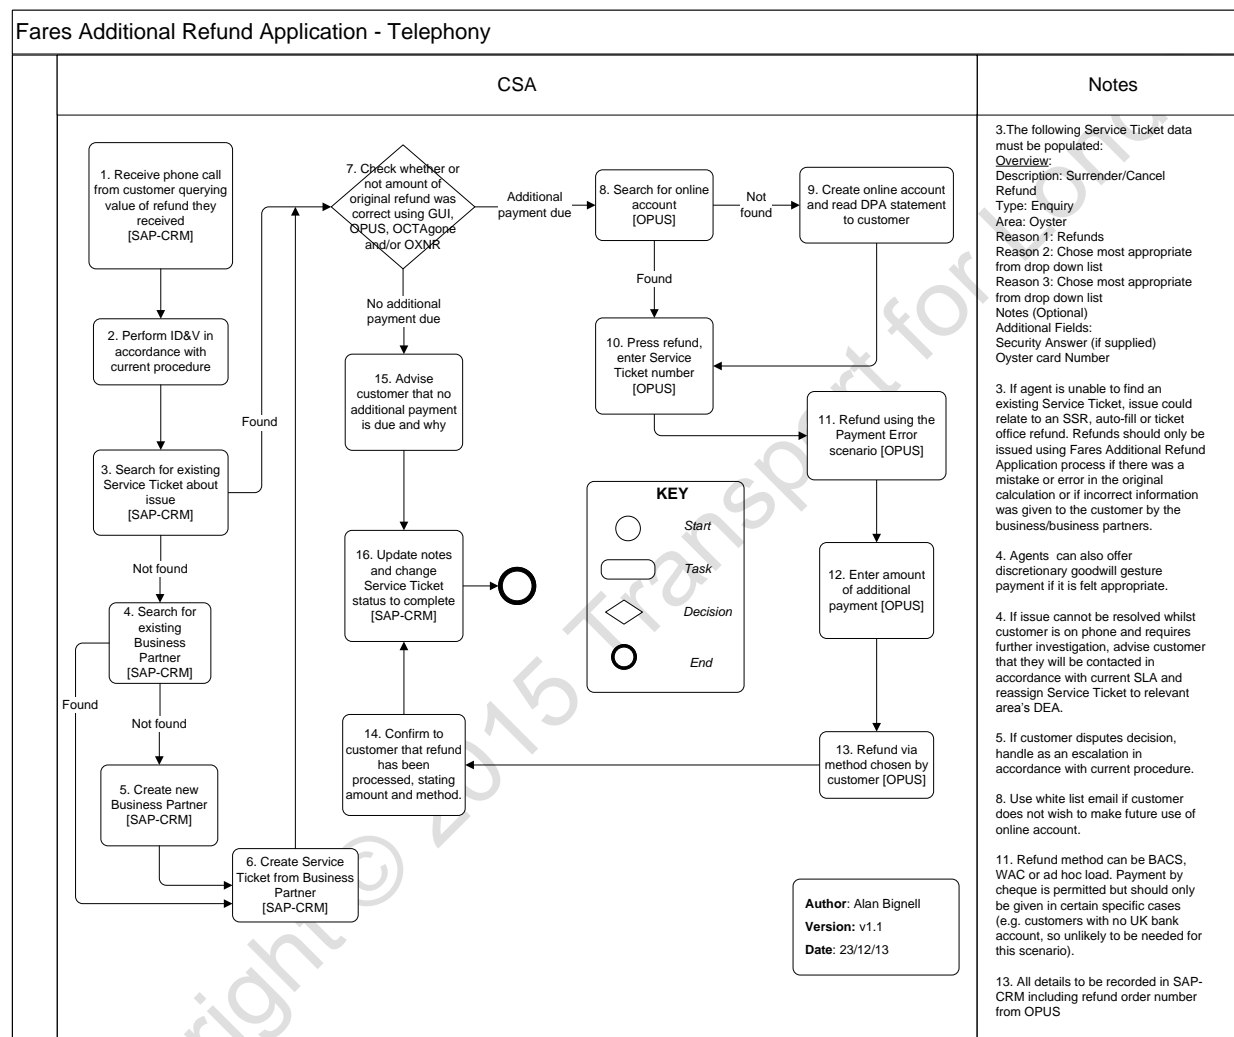 Fares Additional Refund Application - Telephony
CSA
Notes
1. Receive phone call
from customer querying
value of refund they
received
[SAP-CRM]
2. Perform ID&V in
accordance with
current procedure
3. Search for existing
Service Ticket about
issue
[SAP-CRM]
Found
Not found
4. Search for
existing
Business
Partner
[SAP-CRM]
Found
Not found
5. Create new
Business Partner
[SAP-CRM]
6. Create Service
Ticket from Business
Partner
[SAP-CRM]
7. Check whether or
not amount of
original refund was
correct using GUI,
OPUS, OCTAgone
and/or OXNR
Additional
payment due
No additional
payment due
8. Search for online
account
[OPUS]
Not
found
Found
9. Create online account
and read DPA statement
to customer
10. Press refund,
enter Service
Ticket number
[OPUS]
11. Refund using the
Payment Error
scenario [OPUS]
12. Enter amount
of additional
payment [OPUS]
13. Refund via
method chosen by
customer [OPUS]
14. Confirm to
customer that refund
has been
processed, stating
amount and method.
15. Advise
customer that no
additional payment
is due and why
16. Update notes
and change
Service Ticket
status to complete
[SAP-CRM]
KEY
Start
Task
Decision
End
Author: Alan Bignell
Version: v1.1
Date: 23/12/13
3.The following Service Ticket data
must be populated:
Overview:
Description: Surrender/Cancel
Refund
Type: Enquiry
Area: Oyster
Reason 1: Refunds
Reason 2: Chose most appropriate
from drop down list
Reason 3: Chose most appropriate
from drop down list
Notes (Optional)
Additional Fields:
Security Answer (if supplied)
Oyster card Number
3. If agent is unable to find an
existing Service Ticket, issue could
relate to an SSR, auto-fill or ticket
office refund. Refunds should only be
issued using Fares Additional Refund
Application process if there was a
mistake or error in the original
calculation or if incorrect information
was given to the customer by the
business/business partners.
4. Agents can also offer
discretionary goodwill gesture
payment if it is felt appropriate.
4. If issue cannot be resolved whilst
customer is on phone and requires
further investigation, advise customer
that they will be contacted in
accordance with current SLA and
reassign Service Ticket to relevant
area's DEA.
5. If customer disputes decision,
handle as an escalation in
accordance with current procedure.
8. Use white list email if customer
does not wish to make future use of
online account.
11. Refund method can be BACS,
WAC or ad hoc load. Payment by
cheque is permitted but should only
be given in certain specific cases
(e.g. customers with no UK bank
account, so unlikely to be needed for
this scenario).
13. All details to be recorded in SAP-
CRM including refund order number
from OPUS
right © 2015 Transport for Lond